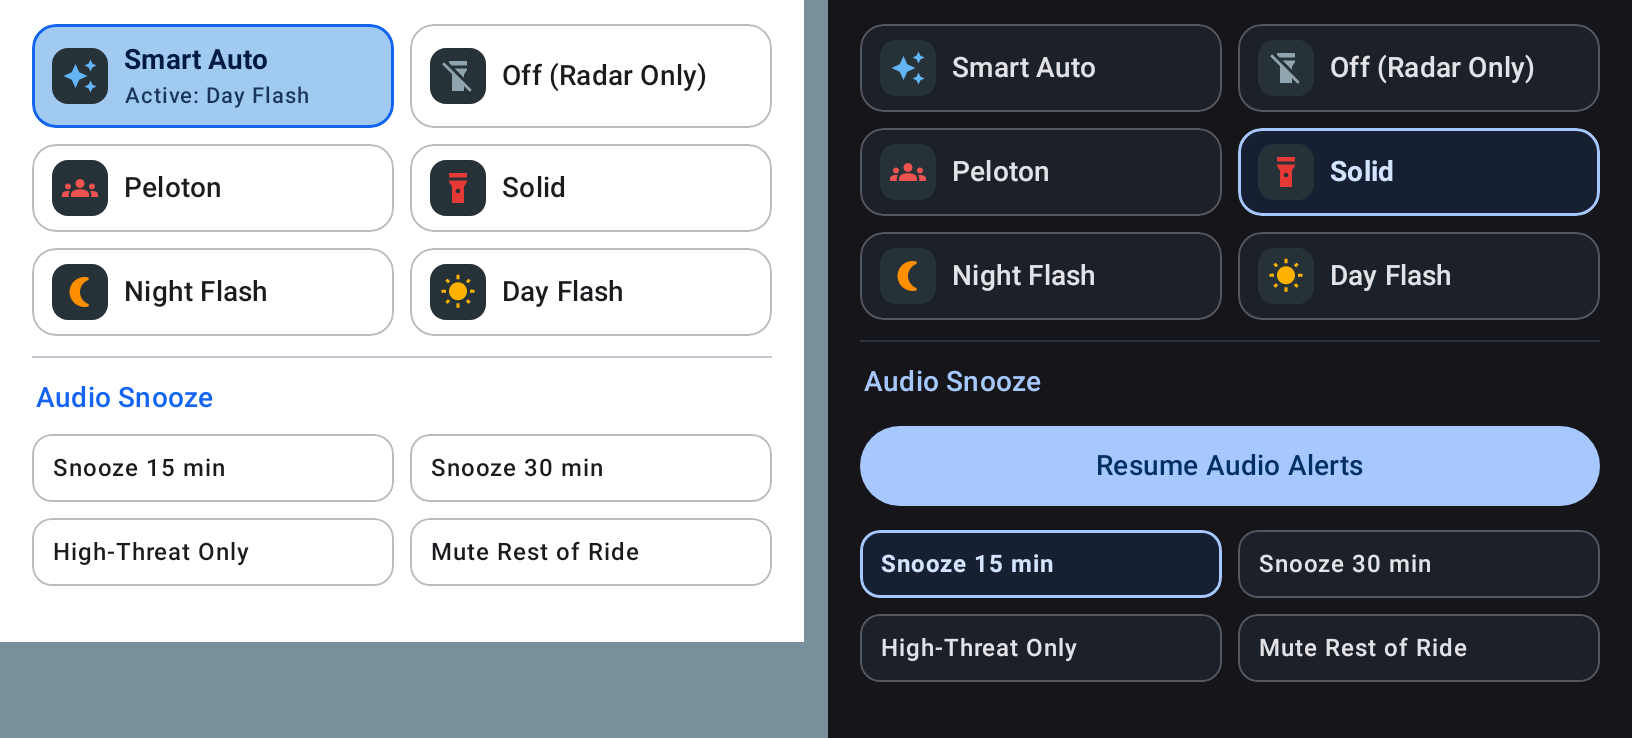 Smart Auto
Active: Day Flash
Off (Radar Only)
Peloton
Solid
Night Flash
Day Flash
Audio Snooze
Snooze 15 min
Snooze 30 min
High-Threat Only
Mute Rest of Ride
Smart Auto
Off (Radar Only)
Peloton
Solid
Night Flash
Day Flash
Audio Snooze
Resume Audio Alerts
Snooze 15 min
Snooze 30 min
High-Threat Only
Mute Rest of Ride